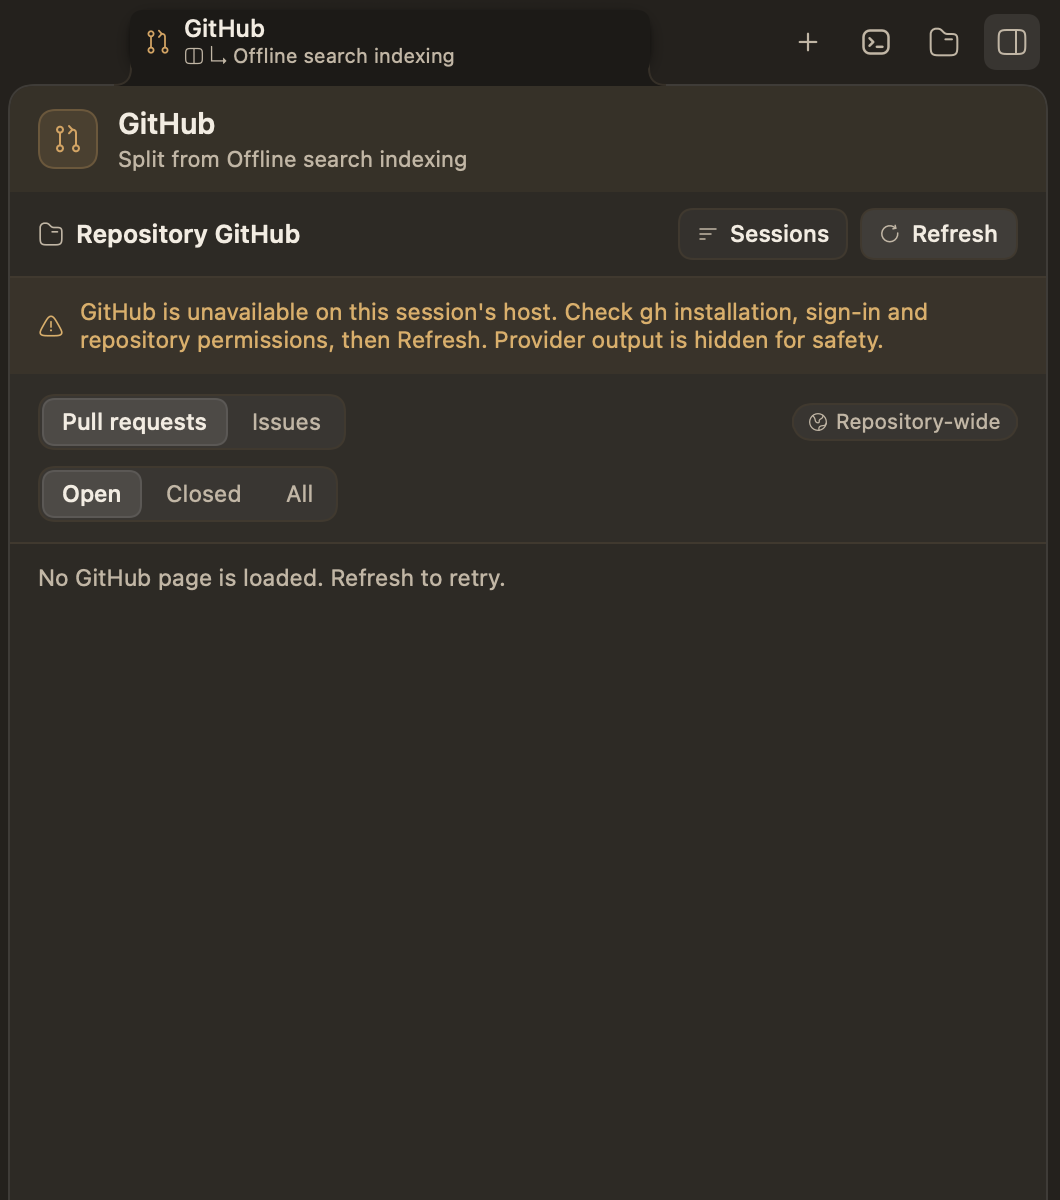 GitHub
Offline search indexing
GitHub
Split from Offline search indexing
Repository GitHub
Sessions
Refresh
GitHub is unavailable on this session's host. Check gh installation, sign-in and
repository permissions, then Refresh. Provider output is hidden for safety.
Pull requests
Issues
Repository-wide
Open
Closed
All
No GitHub page is loaded. Refresh to retry.